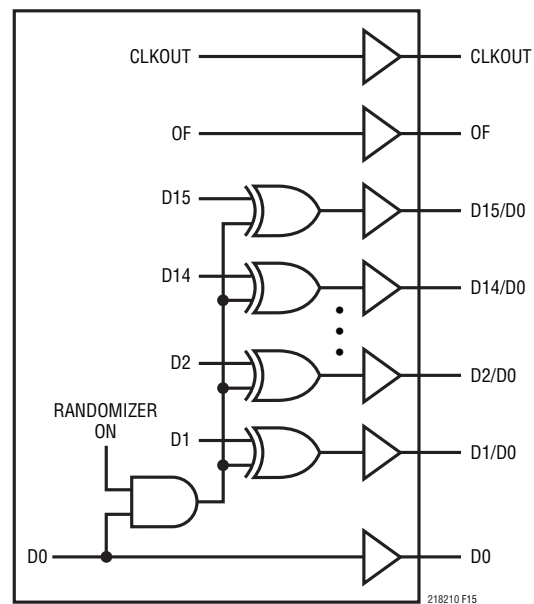 CLKOUT
CLKOUT
OF
OF
D15
D15/D0
D14
D14/D0
D2
D2/D0
RANDOMIZER
ON
D1
D1/D0
D0
D0
218210 F15